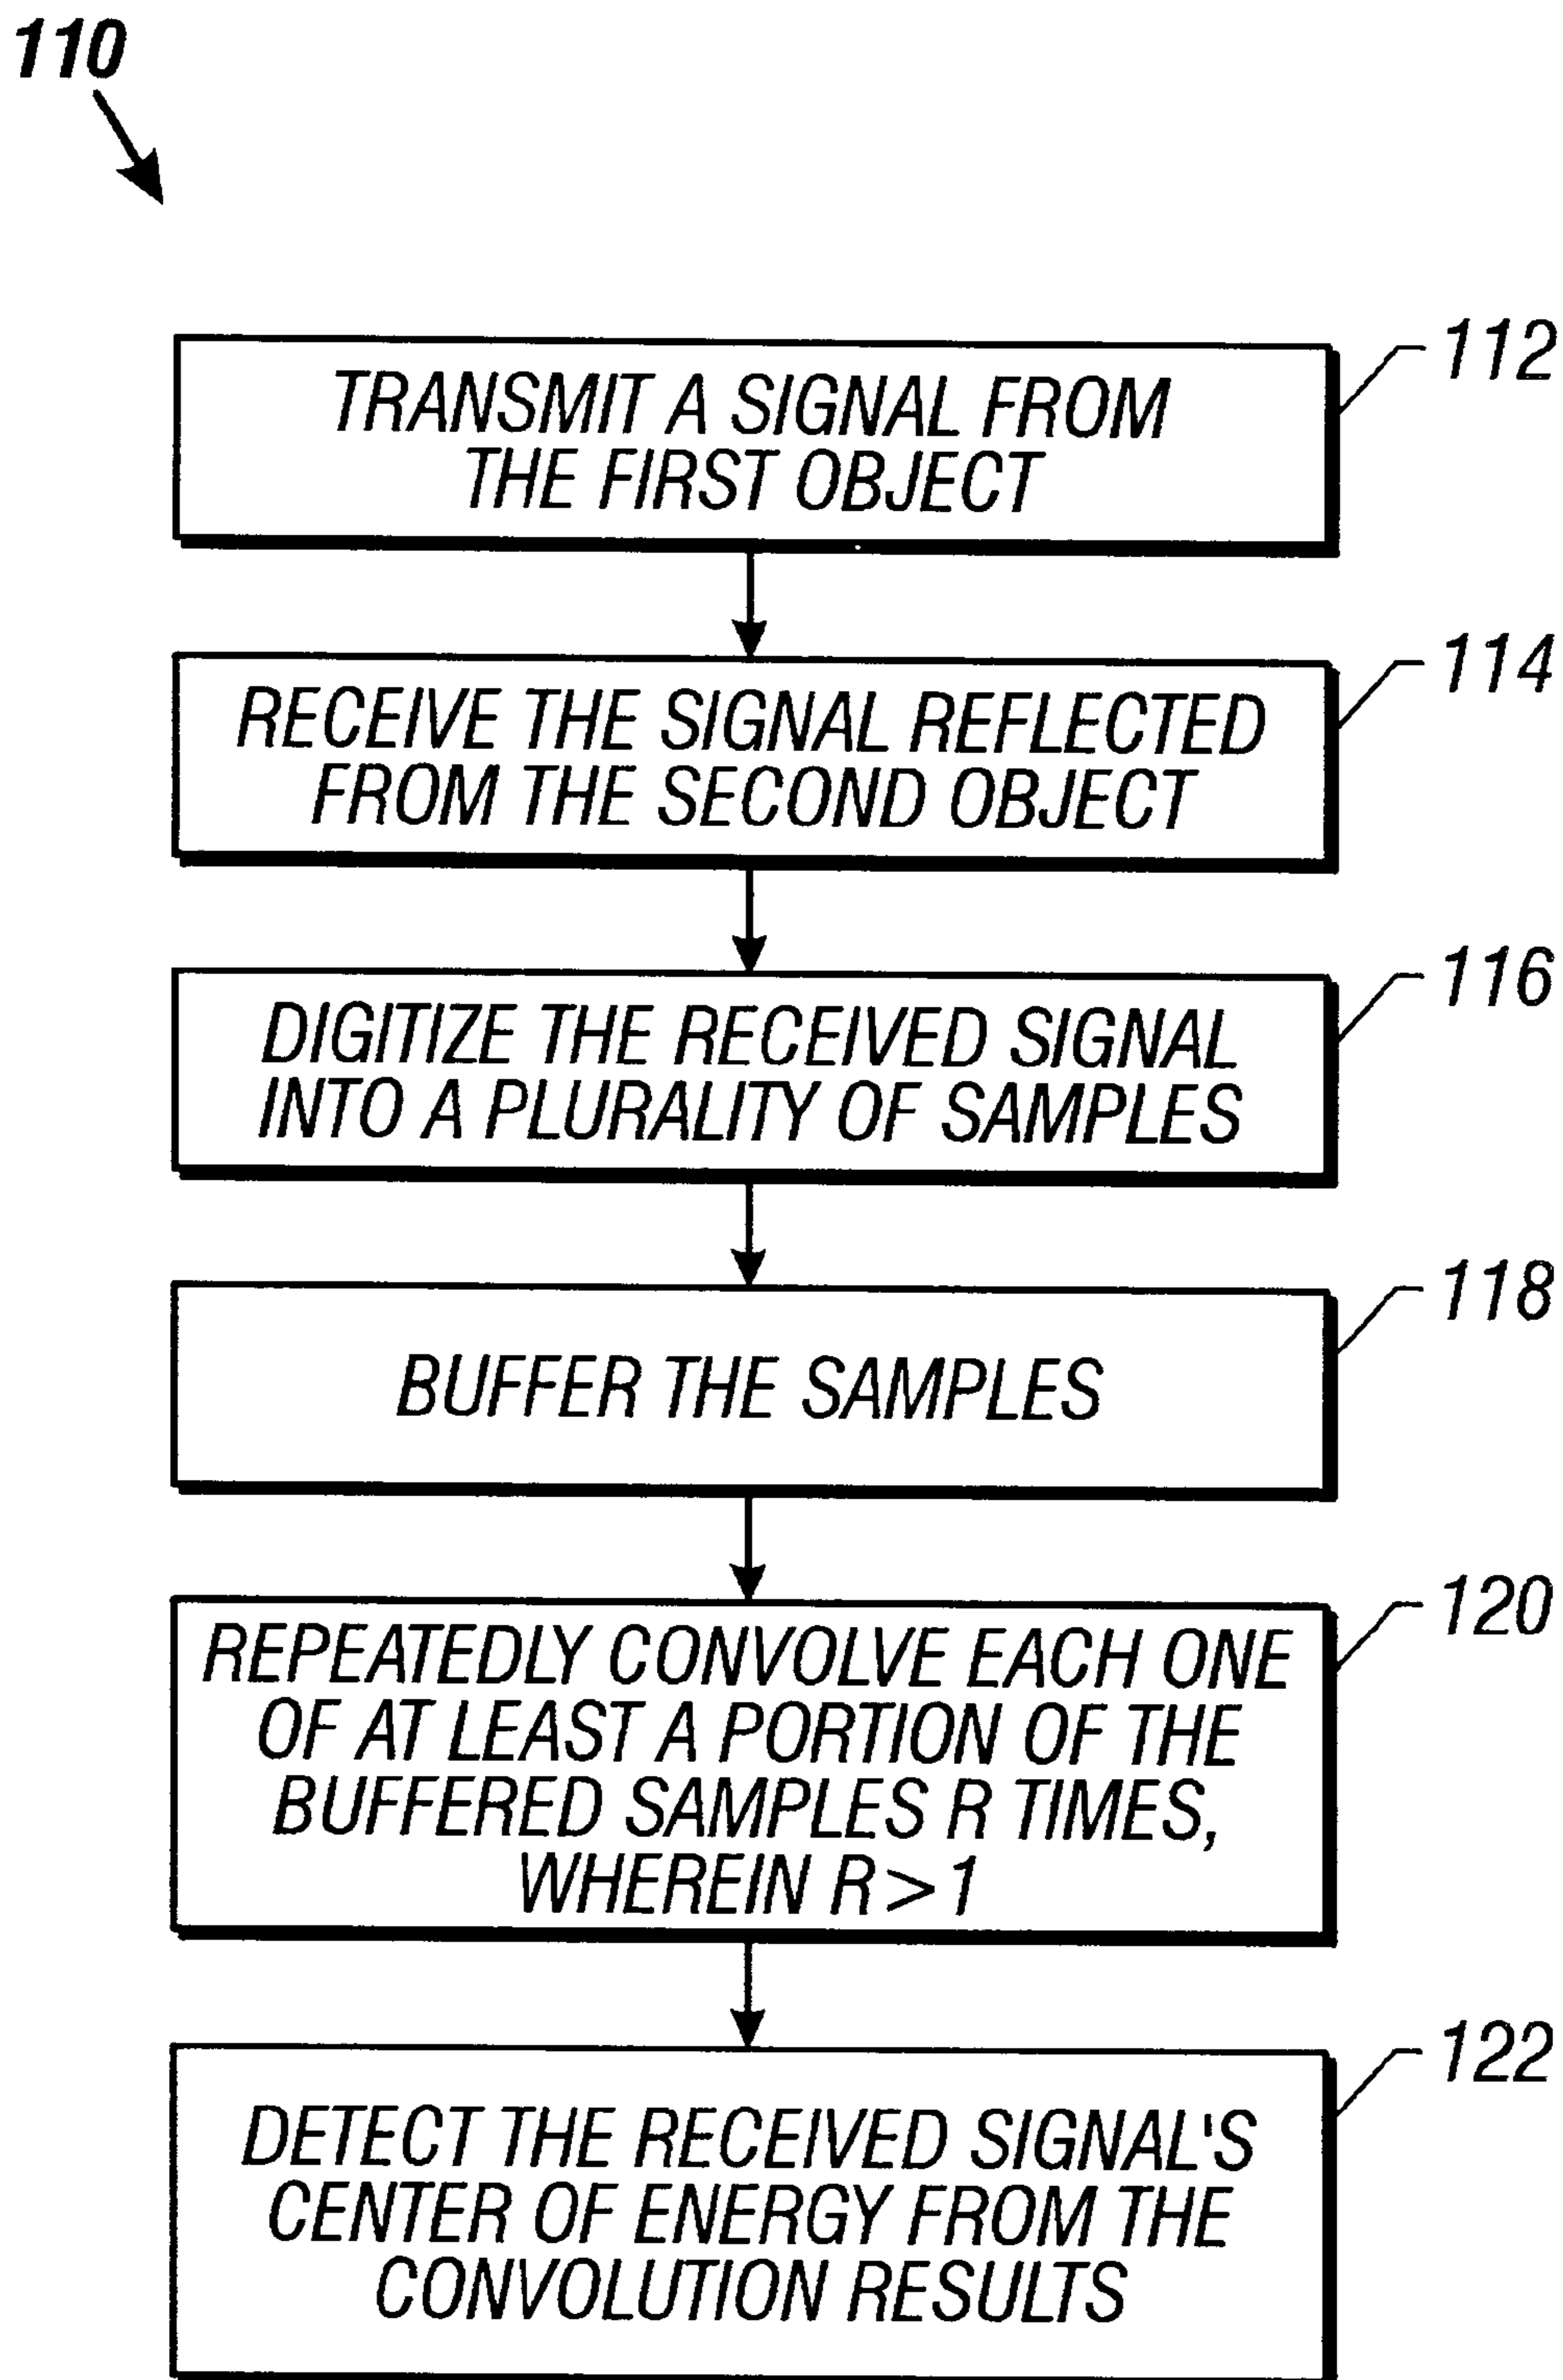 110
112
TRANSMIT A SIGNAL FROM
THE FIRST OBJECT
114
RECEIVE THE SIGNAL REFLECTED
FROM THE SECOND OBJECT
116
DIGITIZE THE RECEIVED SIGNAL
INTO A PLURALITY OF SAMPLES
118
BUFFER THE SAMPLES
120
REPEATEDLY CONVOLVE EACH ONE
OF AT LEAST A PORTION OF THE
BUFFERED SAMPLES R TIMES,
WHEREIN R > 1
122
DETECT THE RECEIVED SIGNAL'S
CENTER OF ENERGY FROM THE
CONVOLUTION RESULTS